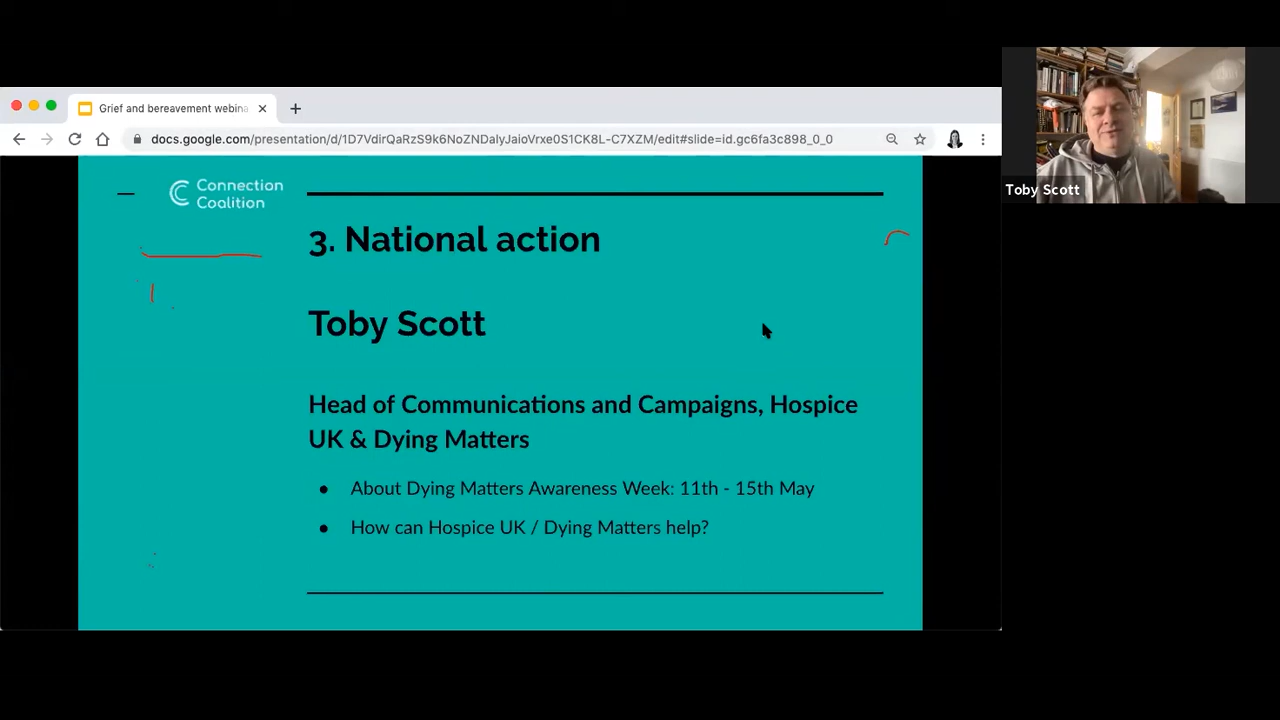 Grief and bereavement webina
docs.google.com/presentation/d/1D7VdirQaRzS9k6NoZNDalyJaioVrxe0S1CK8L-C7XZM/edit#slide=id.gc6fa3c898_0_0
Toby Scott
Connection
Coalition
3. National action
Toby Scott
Head of Communications and Campaigns, Hospice
UK & Dying Matters
● About Dying Matters Awareness Week: 11th - 15th May
● How can Hospice UK / Dying Matters help?